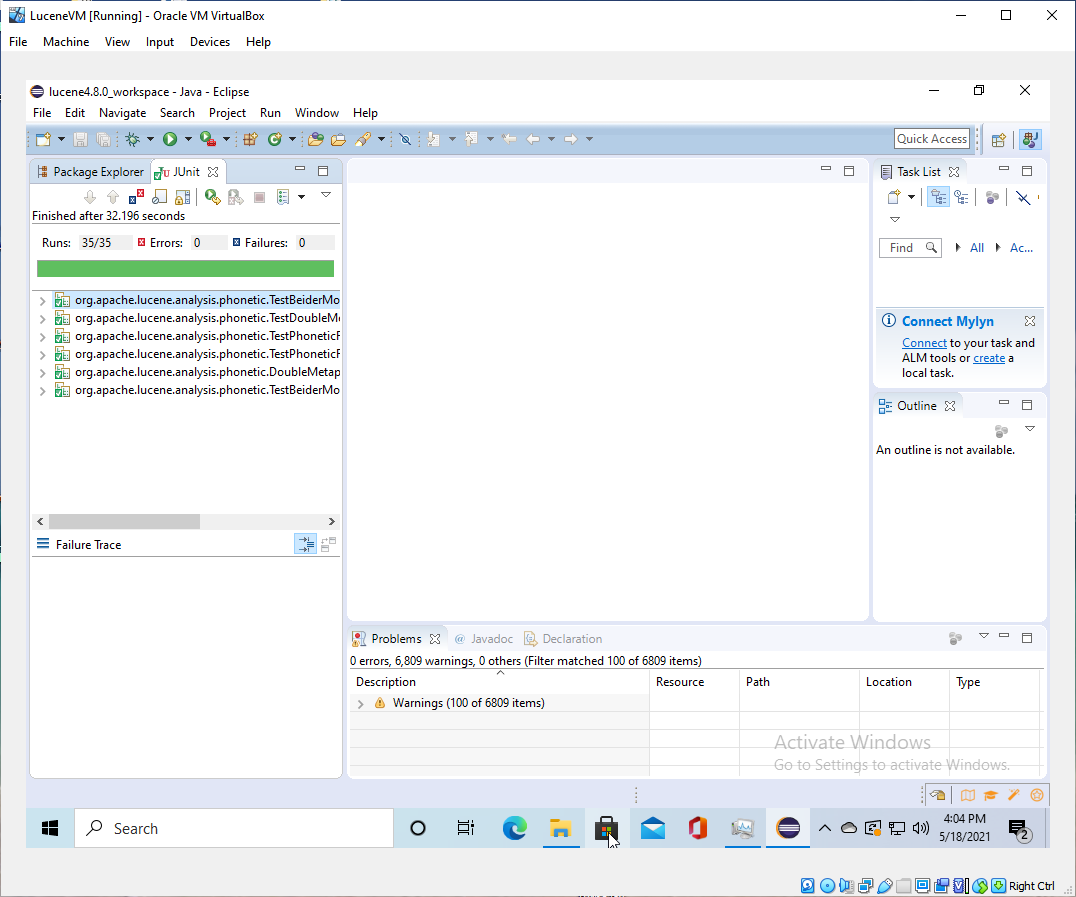 LuceneVM [Running] - Oracle VM VirtualBox
File Machine View Input Devices Help
lucene4.8.0_workspace - Java - Eclipse
File Edit Navigate Search Project Run Window Help
Quick Access
Package Explorer JUnit
Finished after 32.196 seconds
Runs: 35/35 Errors: 0 Failures: 0
org.apache.lucene.analysis.phonetic.TestBeiderMo
org.apache.lucene.analysis.phonetic.TestDoubleM
org.apache.lucene.analysis.phonetic.TestPhonetic
org.apache.lucene.analysis.phonetic.TestPhonetic
org.apache.lucene.analysis.phonetic.DoubleMetap
org.apache.lucene.analysis.phonetic.TestBeiderMo
Failure Trace
Task List
Find All Ac...
Connect Mylyn
Connect to your task and
ALM tools or create a
local task.
Outline
An outline is not available.
Problems @ Javadoc Declaration
0 errors, 6,809 warnings, 0 others (Filter matched 100 of 6809 items)
Description Resource Path Location Type
Warnings (100 of 6809 items)
Activate Windows
Go to Settings to activate Windows.
Search
4:04 PM
5/18/2021
2
Right Ctrl